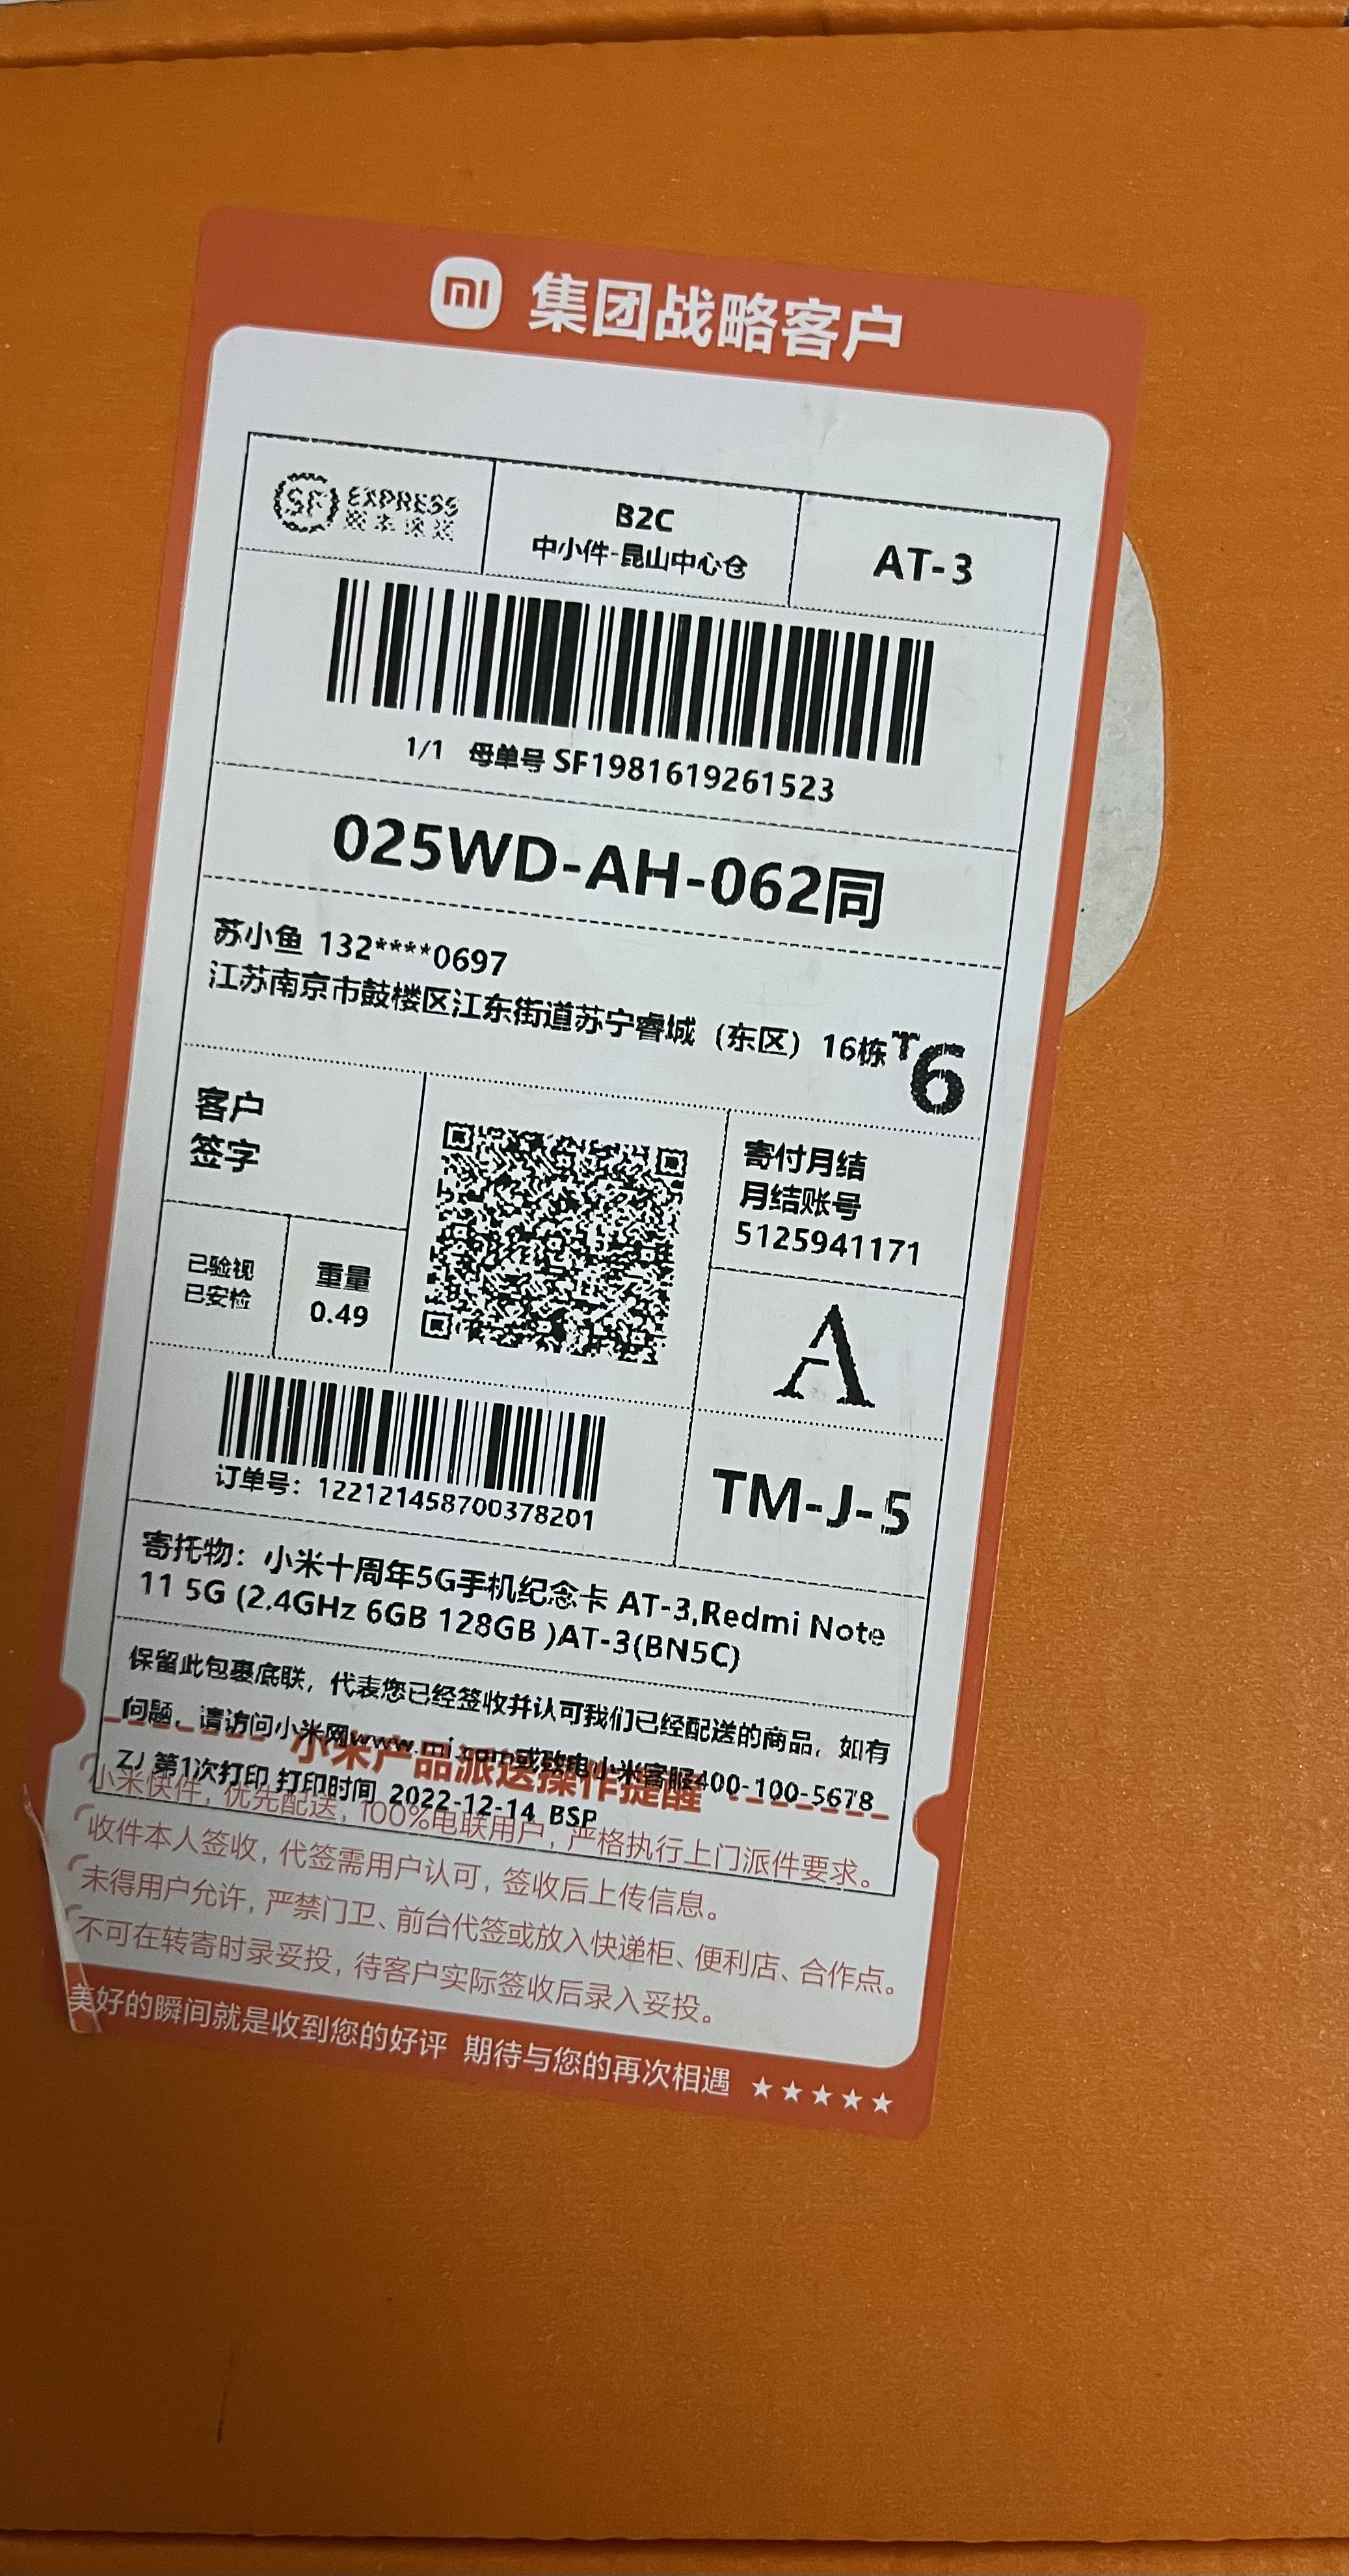 mi 集团战略客户
SF EXPRESS
B2C
中小件-昆山中心仓
AT-3
1/1 母单号 SF1981619261523
025WD-AH-062同
苏小鱼 132****0697
江苏南京市鼓楼区江东街道苏宁睿城（东区）16栋
T6
客户
签字
寄付月结
月结账号
5125941171
已验视
已安检
重量
0.49
A
订单号：122121458700378201
TM-J-5
寄托物：小米十周年5G手机纪念卡 AT-3,Redmi Note
11 5G (2.4GHz 6GB 128GB )AT-3(BN5C)
保留此包裹底联，代表您已经签收并认可我们已经配送的商品，如有
问题，请访问小米网www.mi.com或致电小米客服400-100-5678
小米产品派送操作提醒
ZJ 第1次打印 打印时间 2022-12-14 BSP
小米快件，优先配送，100%电联用户，严格执行上门派件要求。
收件本人签收，代签需用户认可，签收后上传信息。
未得用户允许，严禁门卫、前台代签或放入快递柜、便利店、合作点。
不可在转寄时录妥投，待客户实际签收后录入妥投。
美好的瞬间就是收到您的好评 期待与您的再次相遇 ★★★★★